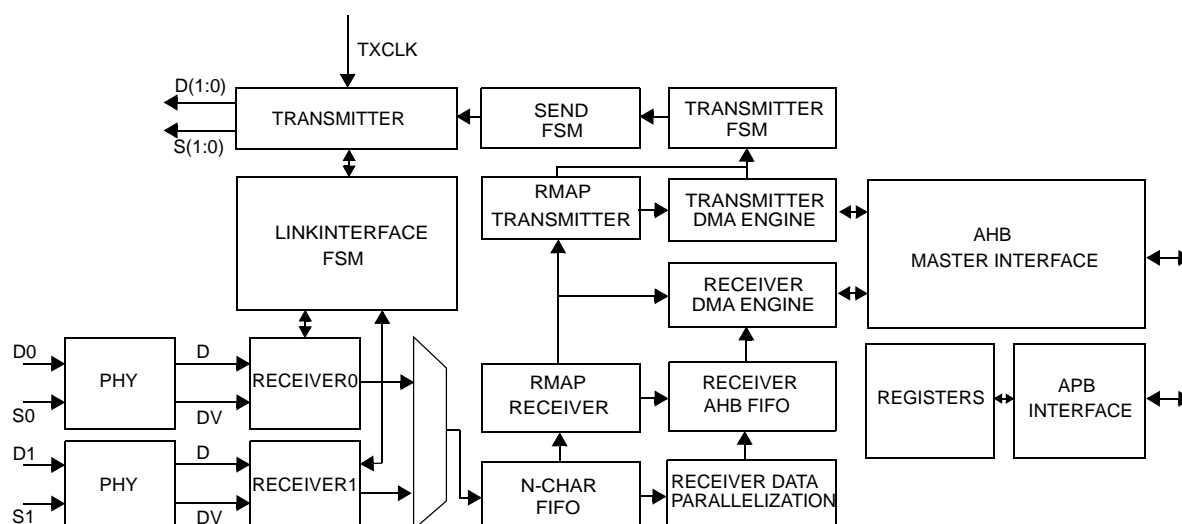 TXCLK
D(1:0)
S(1:0)
TRANSMITTER
SEND
FSM
TRANSMITTER
FSM
LINKINTERFACE
FSM
RMAP
TRANSMITTER
TRANSMITTER
DMA ENGINE
AHB
MASTER INTERFACE
RECEIVER
DMA ENGINE
D0
S0
PHY
D
DV
RECEIVER0
RMAP
RECEIVER
RECEIVER
AHB FIFO
REGISTERS
APB
INTERFACE
D1
S1
PHY
D
DV
RECEIVER1
N-CHAR
FIFO
RECEIVER DATA
PARALLELIZATION